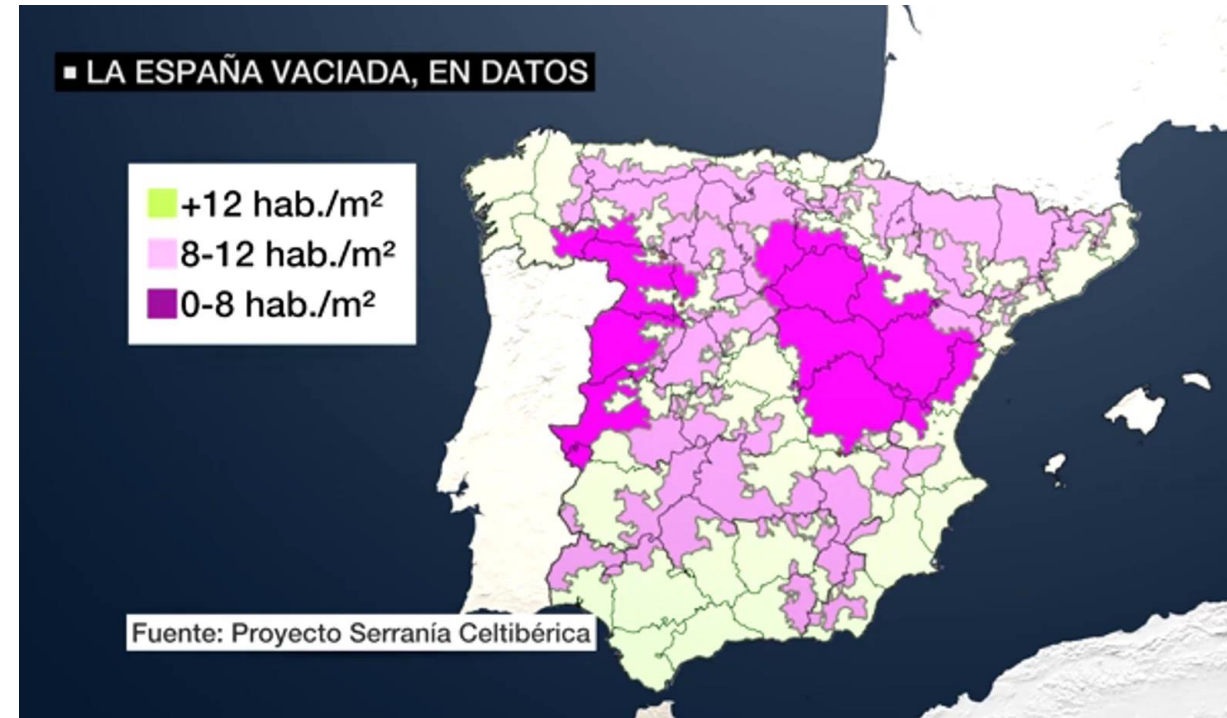 ▪ LA ESPAÑA VACIADA, EN DATOS
+12 hab./m²
8-12 hab./m²
0-8 hab./m²
Fuente: Proyecto Serranía Celtibérica